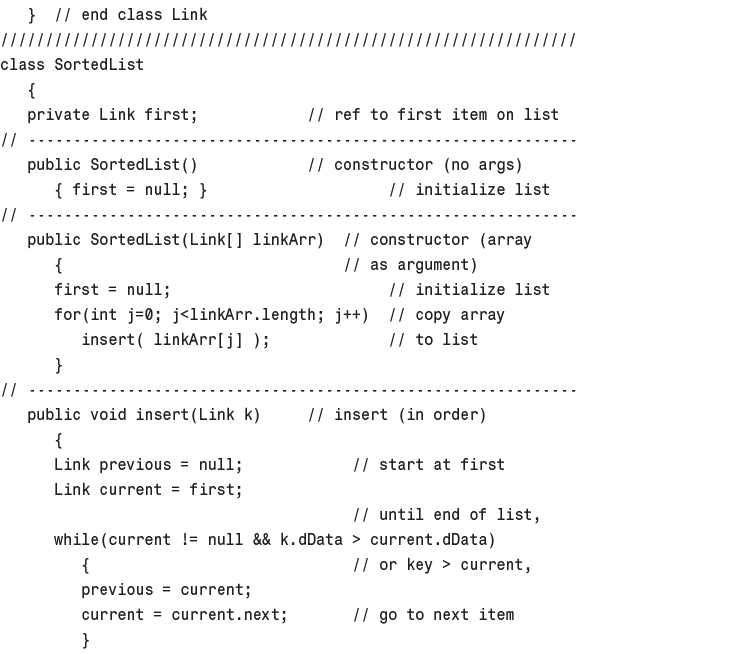 }  // end class Link
////////////////////////////////////////////////////////////////
class SortedList
   {
   private Link first;            // ref to first item on list
// -------------------------------------------------------------
   public SortedList()            // constructor (no args)
      { first = null; }                    // initialize list
// -------------------------------------------------------------
   public SortedList(Link[] linkArr)  // constructor (array
      {                               // as argument)
      first = null;                        // initialize list
      for(int j=0; j<linkArr.length; j++)  // copy array
         insert( linkArr[j] );             // to list
      }
// -------------------------------------------------------------
   public void insert(Link k)     // insert (in order)
      {
      Link previous = null;            // start at first
      Link current = first;
                                       // until end of list,
      while(current != null && k.dData > current.dData)
         {                             // or key > current,
         previous = current;
         current = current.next;       // go to next item
         }